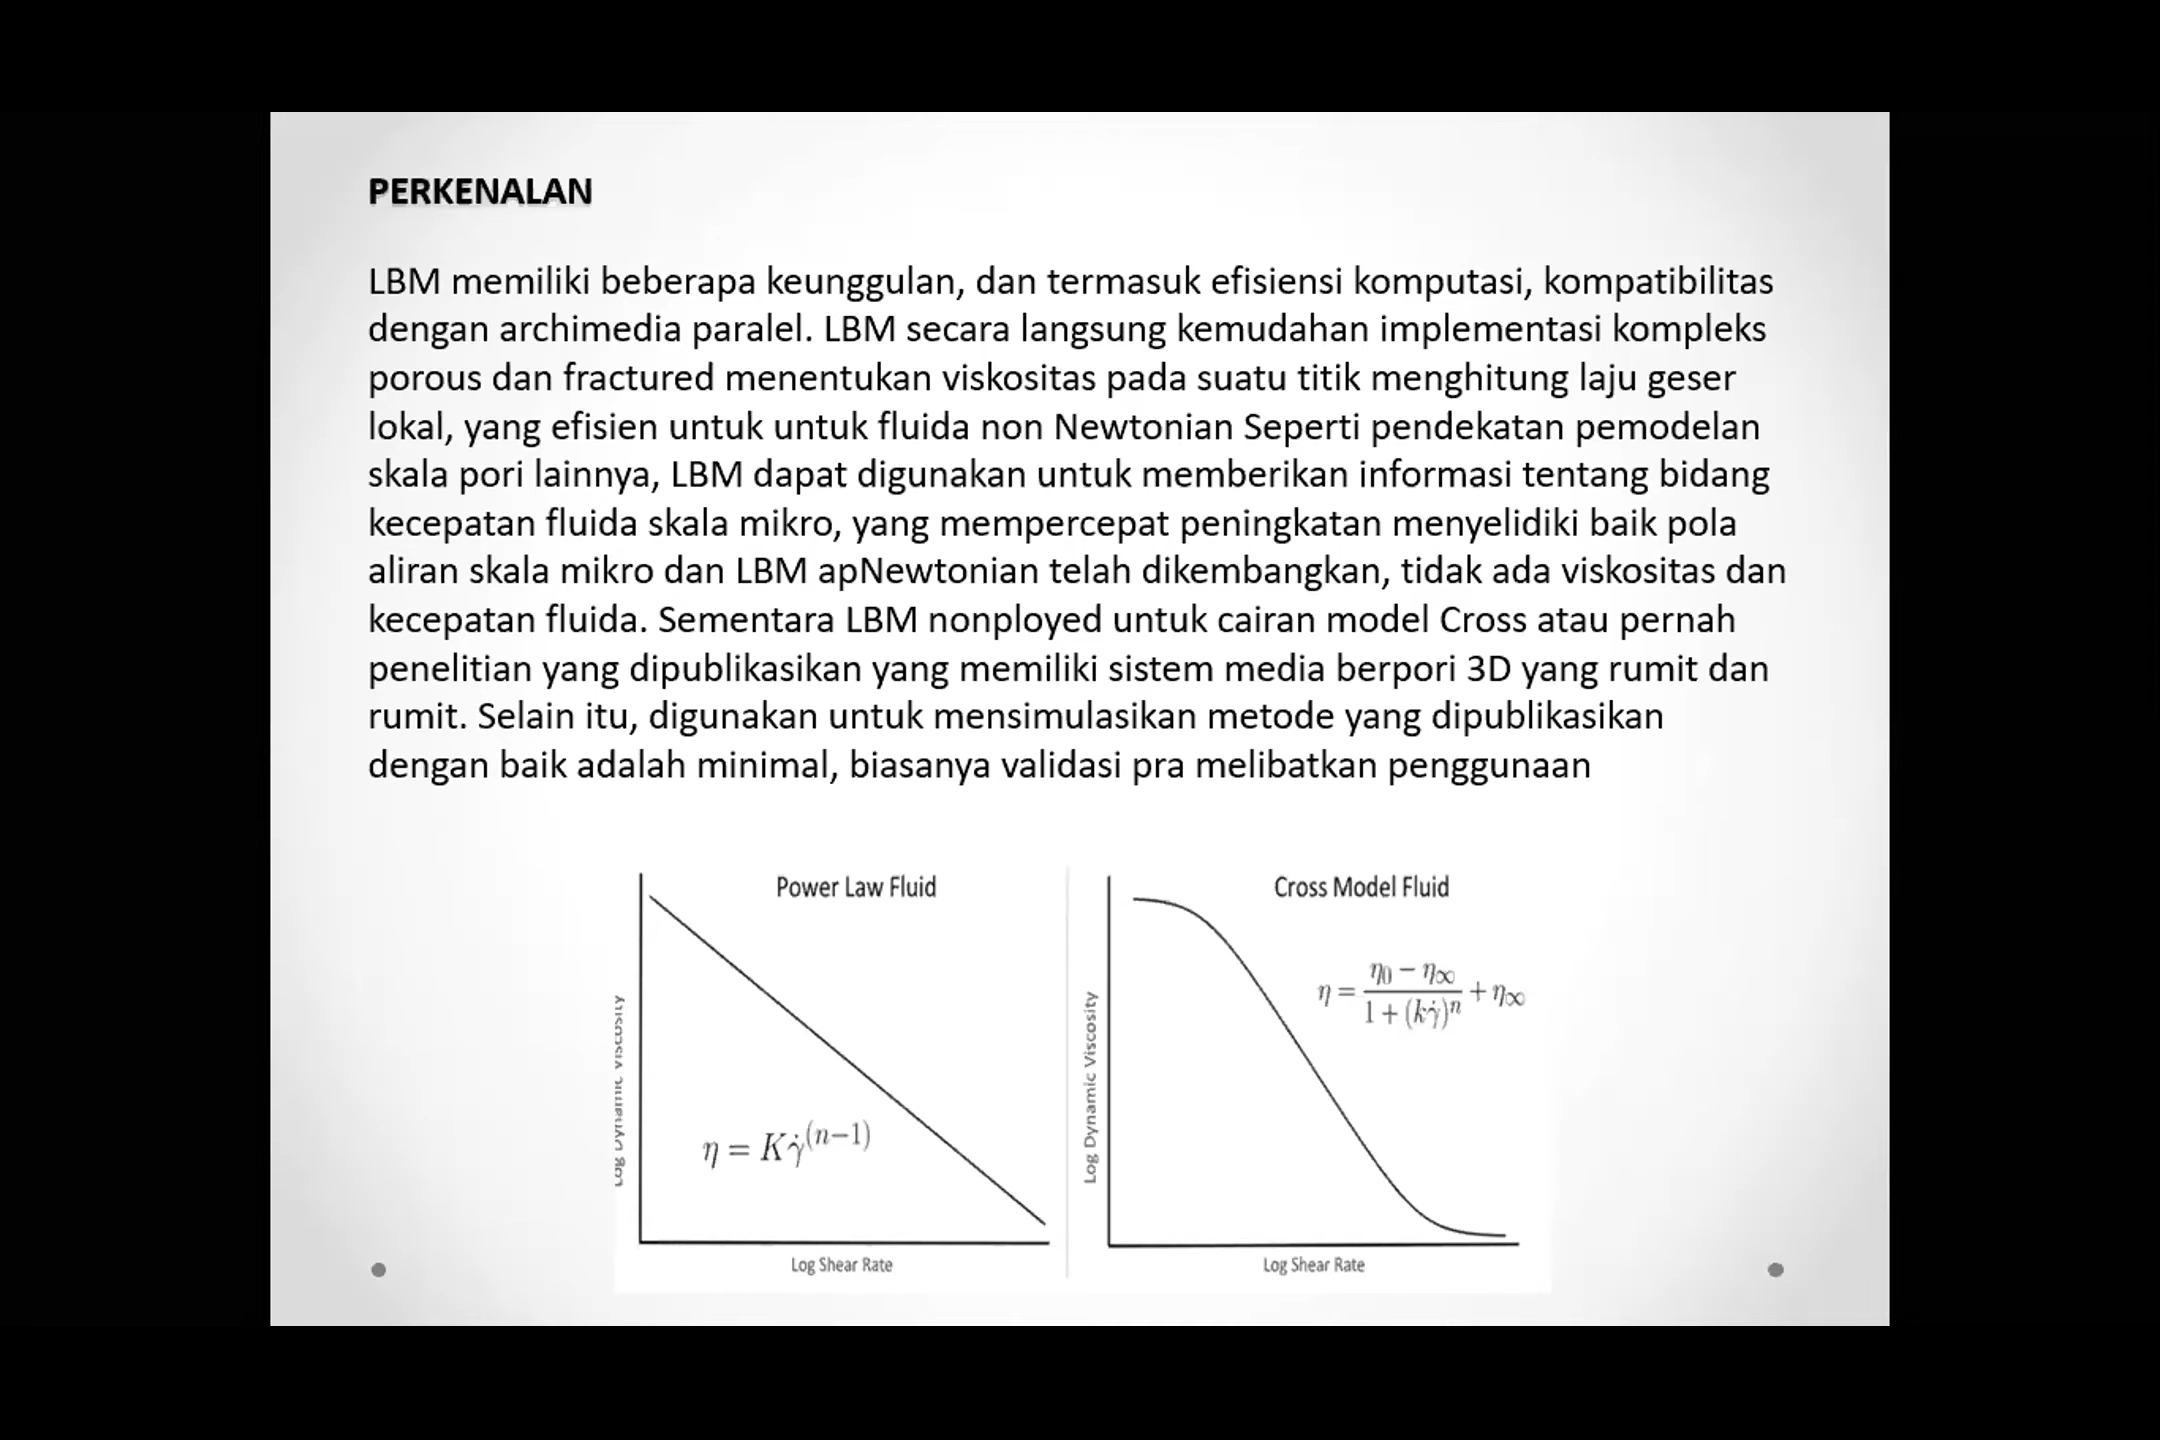 PERKENALAN
LBM memiliki beberapa keunggulan, dan termasuk efisiensi komputasi, kompatibilitas
dengan archimedia paralel. LBM secara langsung kemudahan implementasi kompleks
porous dan fractured menentukan viskositas pada suatu titik menghitung laju geser
lokal, yang efisien untuk untuk fluida non Newtonian Seperti pendekatan pemodelan
skala pori lainnya, LBM dapat digunakan untuk memberikan informasi tentang bidang
kecepatan fluida skala mikro, yang mempercepat peningkatan menyelidiki baik pola
aliran skala mikro dan LBM apNewtonian telah dikembangkan, tidak ada viskositas dan
kecepatan fluida. Sementara LBM nonployed untuk cairan model Cross atau pernah
penelitian yang dipublikasikan yang memiliki sistem media berpori 3D yang rumit dan
rumit. Selain itu, digunakan untuk mensimulasikan metode yang dipublikasikan
dengan baik adalah minimal, biasanya validasi pra melibatkan penggunaan
Power Law Fluid
Log Dynamic Viscosity
η = Kγ̇^(n−1)
Log Shear Rate
Cross Model Fluid
Log Dynamic Viscosity
η = (η0 − η∞)/(1 + (kγ̇)^n) + η∞
Log Shear Rate